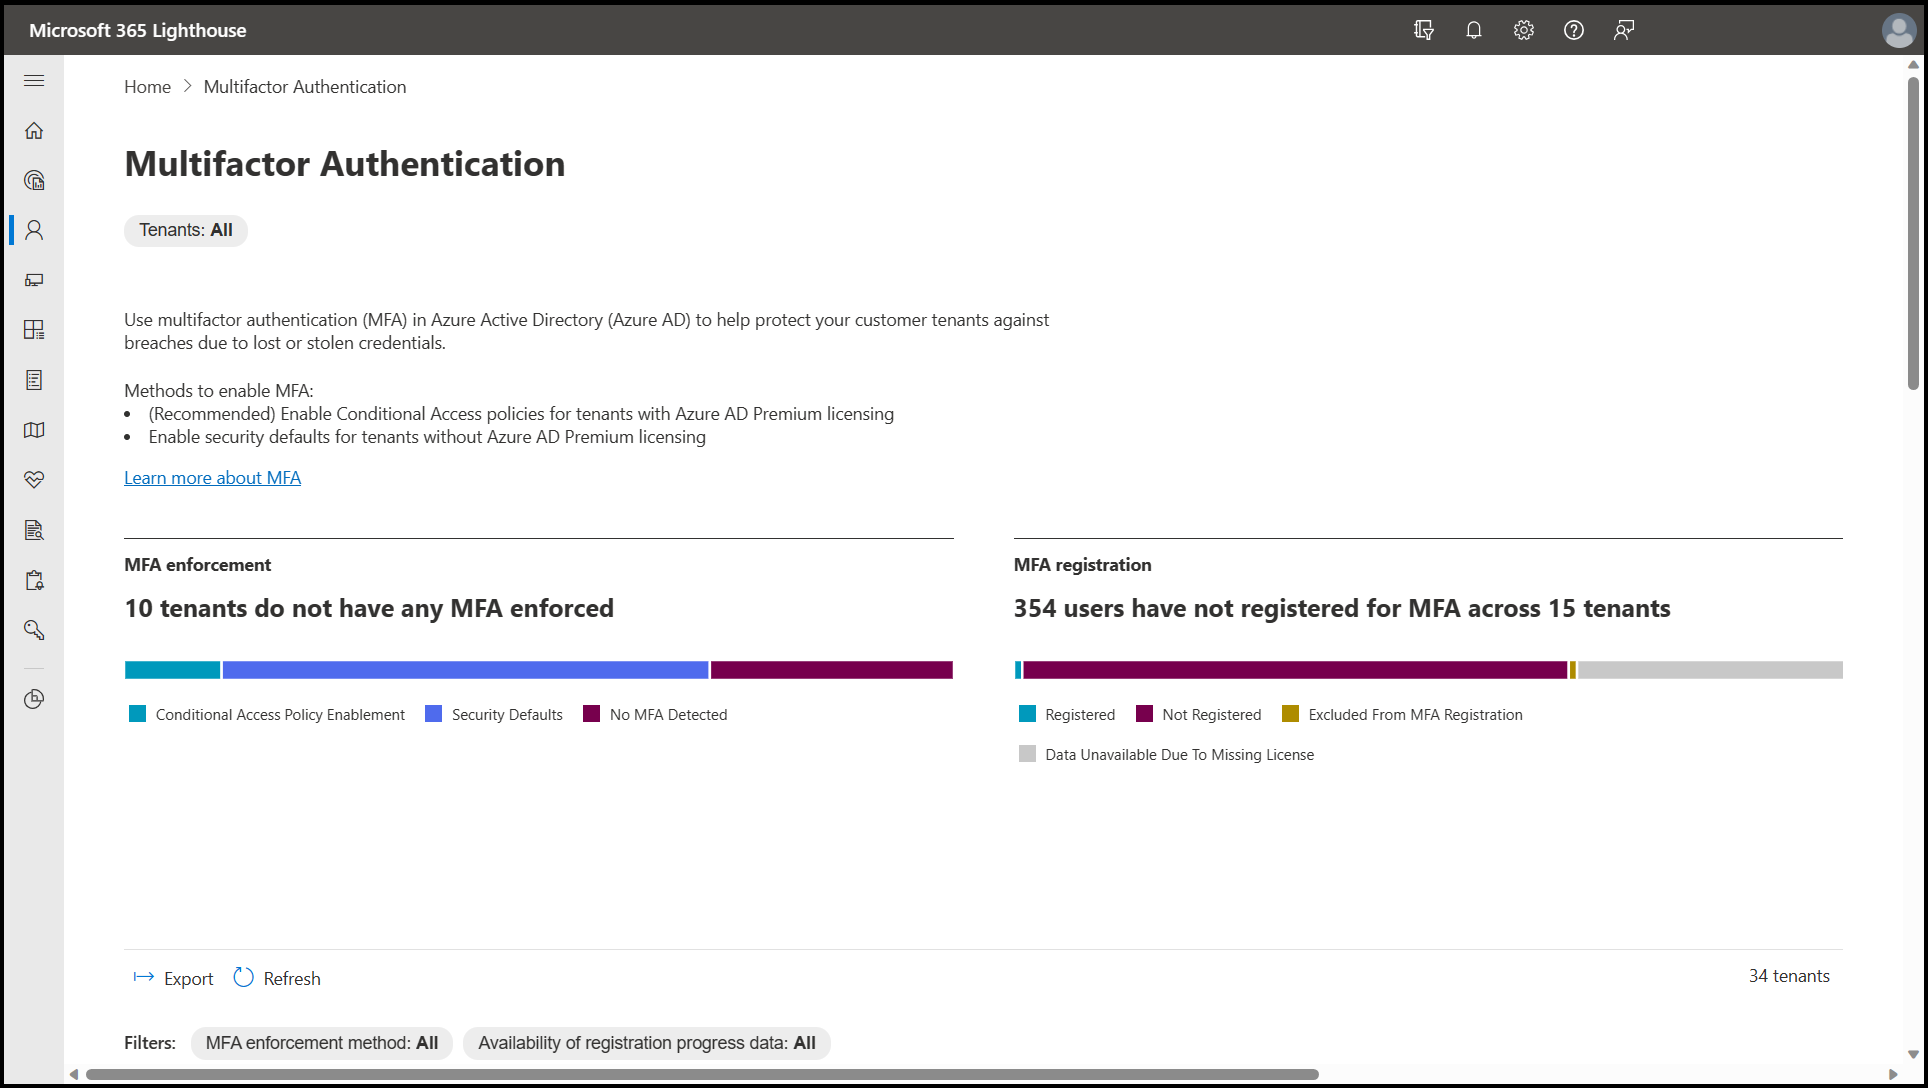 Microsoft 365 Lighthouse
Home > Multifactor Authentication
Multifactor Authentication
Tenants: All
Use multifactor authentication (MFA) in Azure Active Directory (Azure AD) to help protect your customer tenants against
breaches due to lost or stolen credentials.
Methods to enable MFA:
• (Recommended) Enable Conditional Access policies for tenants with Azure AD Premium licensing
• Enable security defaults for tenants without Azure AD Premium licensing
Learn more about MFA
MFA enforcement
10 tenants do not have any MFA enforced
Conditional Access Policy Enablement Security Defaults No MFA Detected
MFA registration
354 users have not registered for MFA across 15 tenants
Registered Not Registered Excluded From MFA Registration
Data Unavailable Due To Missing License
Export Refresh 34 tenants
Filters: MFA enforcement method: All Availability of registration progress data: All